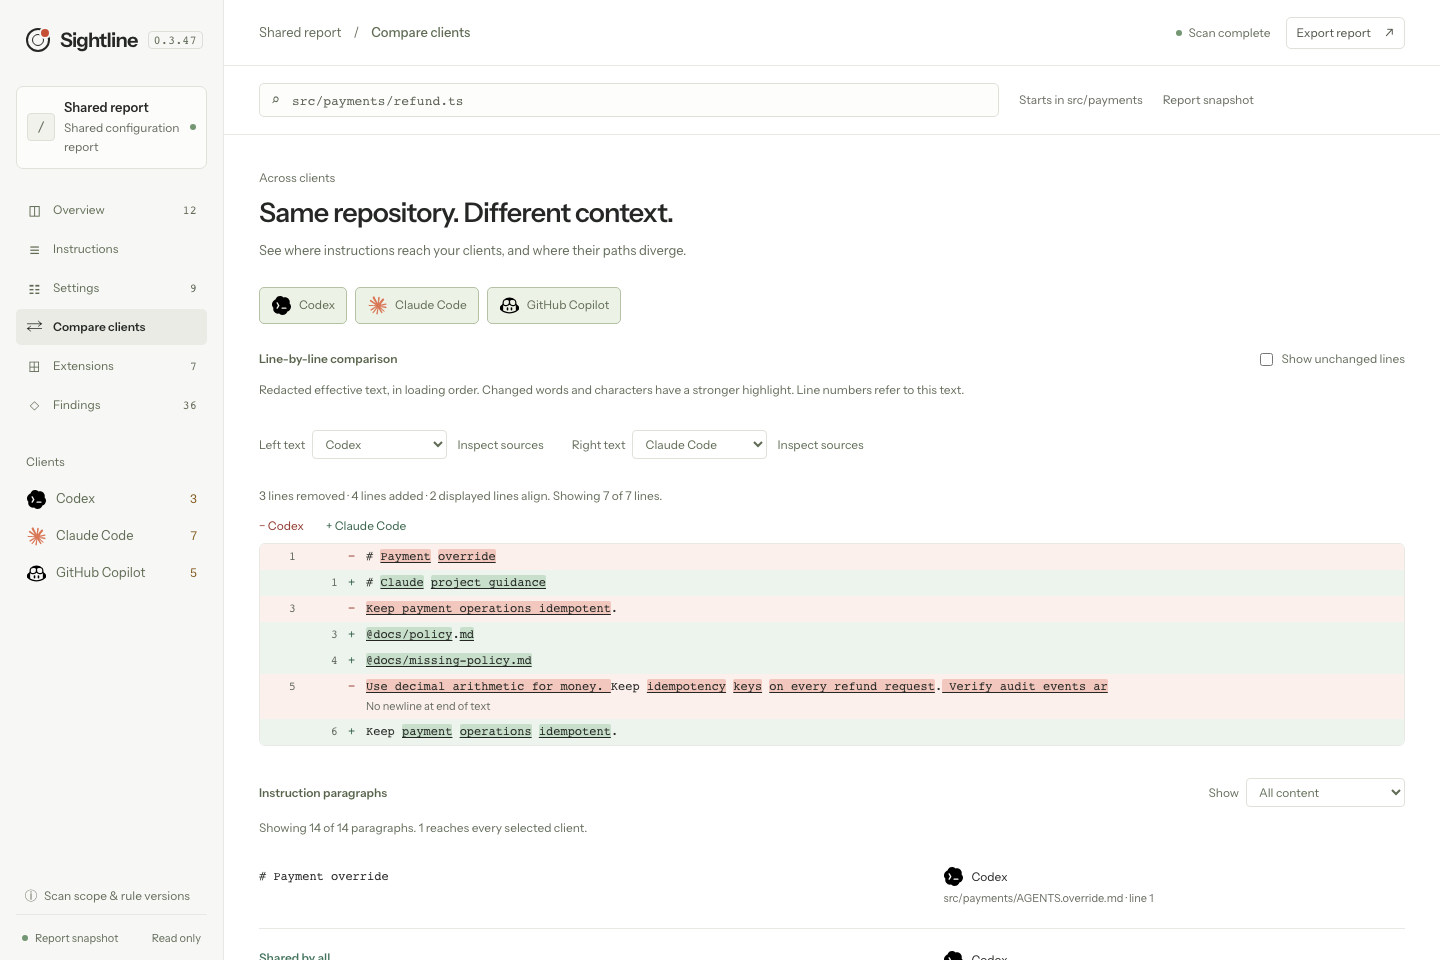 Sightline 0.3.47
Shared report
Shared configuration
report
Overview 12
Instructions
Settings 9
Compare clients
Extensions 7
Findings 36
Clients
Codex 3
Claude Code 7
GitHub Copilot 5
Scan scope & rule versions
Report snapshot Read only
Shared report / Compare clients
Scan complete
Export report ↗
src/payments/refund.ts
Starts in src/payments
Report snapshot
Across clients
Same repository. Different context.
See where instructions reach your clients, and where their paths diverge.
Codex
Claude Code
GitHub Copilot
Line-by-line comparison
Show unchanged lines
Redacted effective text, in loading order. Changed words and characters have a stronger highlight. Line numbers refer to this text.
Left text Codex Inspect sources Right text Claude Code Inspect sources
3 lines removed · 4 lines added · 2 displayed lines align. Showing 7 of 7 lines.
− Codex + Claude Code
1 − # Payment override
1 + # Claude project guidance
3 − Keep payment operations idempotent.
3 + @docs/policy.md
4 + @docs/missing-policy.md
5 − Use decimal arithmetic for money. Keep idempotency keys on every refund request. Verify audit events ar
No newline at end of text
6 + Keep payment operations idempotent.
Instruction paragraphs
Show All content
Showing 14 of 14 paragraphs. 1 reaches every selected client.
# Payment override
Codex
src/payments/AGENTS.override.md · line 1
Shared by all
Codex